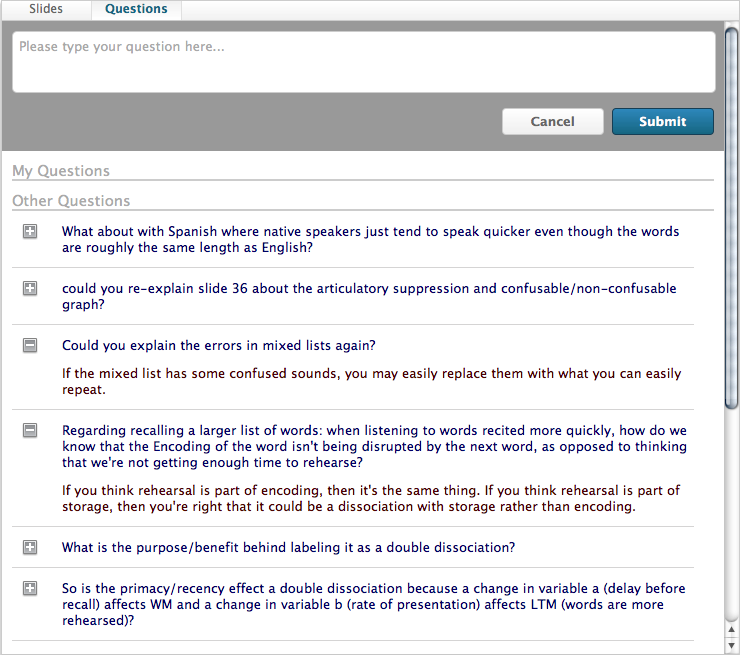 Slides
Questions
Please type your question here...
Cancel
Submit
My Questions
Other Questions
What about with Spanish where native speakers just tend to speak quicker even though the words
are roughly the same length as English?
could you re-explain slide 36 about the articulatory suppression and confusable/non-confusable
graph?
Could you explain the errors in mixed lists again?
If the mixed list has some confused sounds, you may easily replace them with what you can easily
repeat.
Regarding recalling a larger list of words: when listening to words recited more quickly, how do we
know that the Encoding of the word isn't being disrupted by the next word, as opposed to thinking
that we're not getting enough time to rehearse?
If you think rehearsal is part of encoding, then it's the same thing. If you think rehearsal is part of
storage, then you're right that it could be a dissociation with storage rather than encoding.
What is the purpose/benefit behind labeling it as a double dissociation?
So is the primacy/recency effect a double dissociation because a change in variable a (delay before
recall) affects WM and a change in variable b (rate of presentation) affects LTM (words are more
rehearsed)?